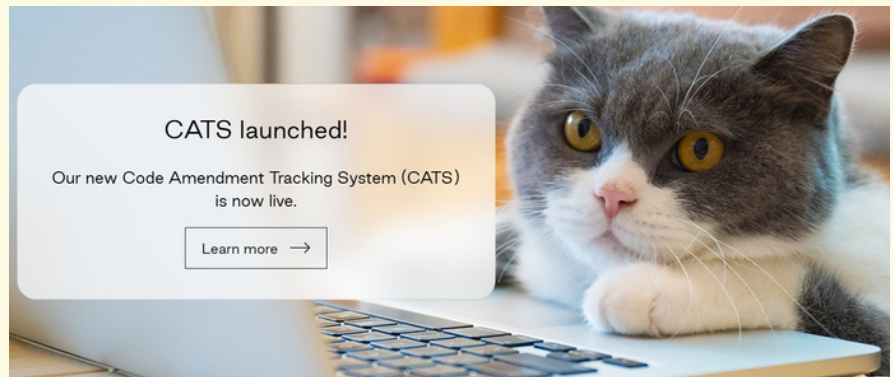 CATS launched!
Our new Code Amendment Tracking System (CATS)
is now live.
Learn more →